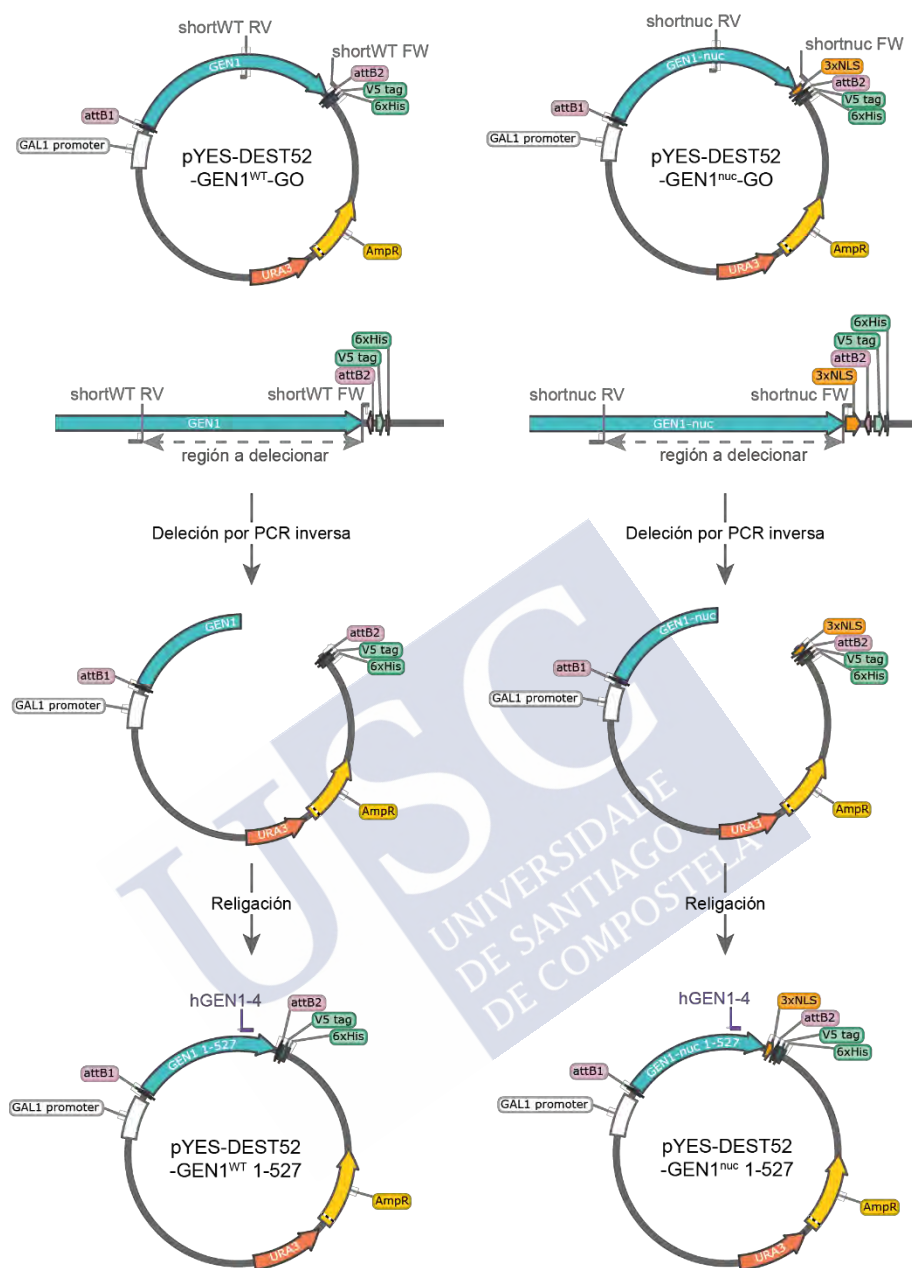 shortWT RV
shortWT FW
GEN1
attB2
V5 tag
6xHis
attB1
GAL1 promoter
pYES-DEST52
-GEN1WT-GO
AmpR
URA3
shortnuc RV
shortnuc FW
GEN1-nuc
3xNLS
attB2
V5 tag
6xHis
attB1
GAL1 promoter
pYES-DEST52
-GEN1nuc-GO
AmpR
URA3
6xHis
V5 tag
attB2
shortWT RV
shortWT FW
GEN1
región a delecionar
6xHis
V5 tag
attB2
3xNLS
shortnuc RV
shortnuc FW
GEN1-nuc
región a delecionar
Deleción por PCR inversa
Deleción por PCR inversa
GEN1
attB2
V5 tag
6xHis
attB1
GAL1 promoter
AmpR
URA3
GEN1-nuc
3xNLS
attB2
V5 tag
6xHis
attB1
GAL1 promoter
AmpR
URA3
USC
UNIVERSIDADE
DE SANTIAGO
DE COMPOSTELA
Religación
Religación
hGEN1-4
attB2
V5 tag
6xHis
GEN1 1-527
attB1
GAL1 promoter
pYES-DEST52
-GEN1WT 1-527
AmpR
URA3
hGEN1-4
3xNLS
attB2
V5 tag
6xHis
GEN1-nuc 1-527
attB1
GAL1 promoter
pYES-DEST52
-GEN1nuc 1-527
AmpR
URA3